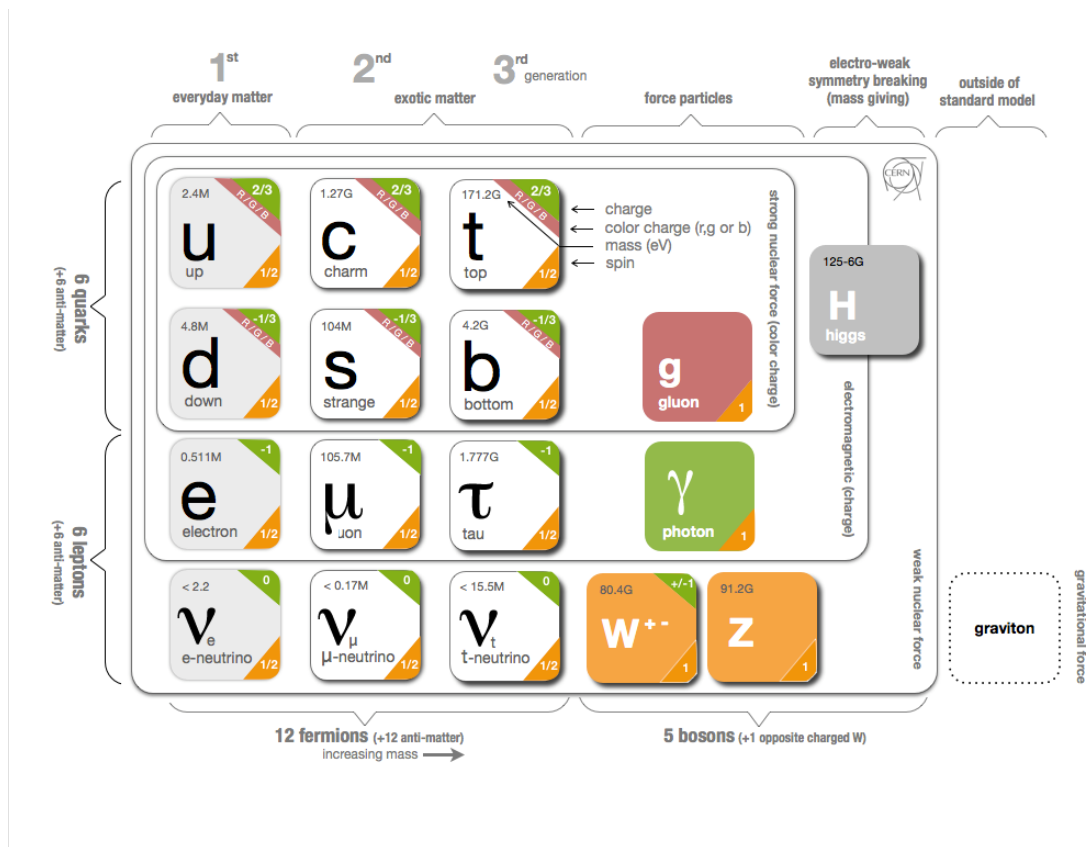 1st
everyday matter
2nd
3rd generation
exotic matter
force particles
electro-weak
symmetry breaking
(mass giving)
outside of
standard model
6 quarks
(+6 anti-matter)
2.4M
2/3
R/G/B
u
up
1/2
1.27G
2/3
R/G/B
c
charm
1/2
171.2G
2/3
R/G/B
t
top
1/2
charge
color charge (r,g or b)
mass (eV)
spin
4.8M
-1/3
R/G/B
d
down
1/2
104M
-1/3
R/G/B
s
strange
1/2
4.2G
-1/3
R/G/B
b
bottom
1/2
g
gluon
1
strong nuclear force (color charge)
CERN
125-6G
H
higgs
6 leptons
(+6 anti-matter)
0.511M
-1
e
electron
1/2
105.7M
-1
μ
uon
1/2
1.777G
-1
τ
tau
1/2
γ
photon
1
electromagnetic (charge)
< 2.2
0
νe
e-neutrino
1/2
< 0.17M
0
νμ
μ-neutrino
1/2
< 15.5M
0
νt
t-neutrino
1/2
80.4G
+/-1
W+-
1
91.2G
Z
1
weak nuclear force
graviton
gravitational force
12 fermions (+12 anti-matter)
increasing mass
5 bosons (+1 opposite charged W)